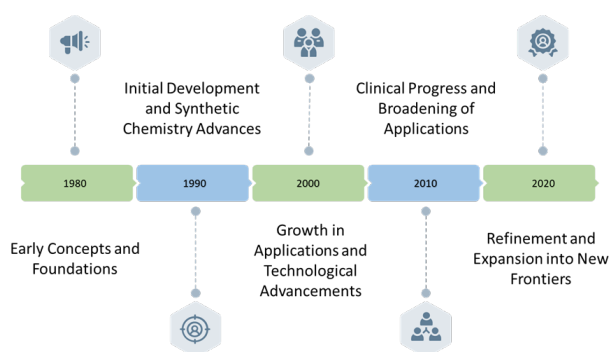 Initial Development
and Synthetic
Chemistry Advances
Clinical Progress and
Broadening of
Applications
1980
1990
2000
2010
2020
Early Concepts and
Foundations
Growth in
Applications and
Technological
Advancements
Refinement and
Expansion into New
Frontiers